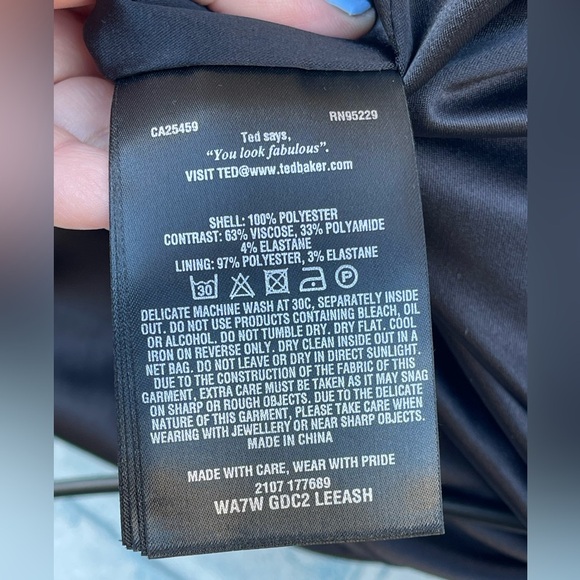 CA25459 RN95229
Ted says,
"You look fabulous".
VISIT TED@www.tedbaker.com
SHELL: 100% POLYESTER
CONTRAST: 63% VISCOSE, 33% POLYAMIDE
4% ELASTANE
LINING: 97% POLYESTER, 3% ELASTANE
30 P
DELICATE MACHINE WASH AT 30C, SEPARATELY INSIDE
OUT. DO NOT USE PRODUCTS CONTAINING BLEACH, OIL
OR ALCOHOL. DO NOT TUMBLE DRY. DRY FLAT. COOL
IRON ON REVERSE ONLY. DRY CLEAN INSIDE OUT IN A
NET BAG. DO NOT LEAVE OR DRY IN DIRECT SUNLIGHT.
DUE TO THE CONSTRUCTION OF THE FABRIC OF THIS
GARMENT, EXTRA CARE MUST BE TAKEN AS IT MAY SNAG
ON SHARP OR ROUGH OBJECTS. DUE TO THE DELICATE
NATURE OF THIS GARMENT, PLEASE TAKE CARE WHEN
WEARING WITH JEWELLERY OR NEAR SHARP OBJECTS.
MADE IN CHINA
MADE WITH CARE, WEAR WITH PRIDE
2107 177689
WA7W GDC2 LEEASH